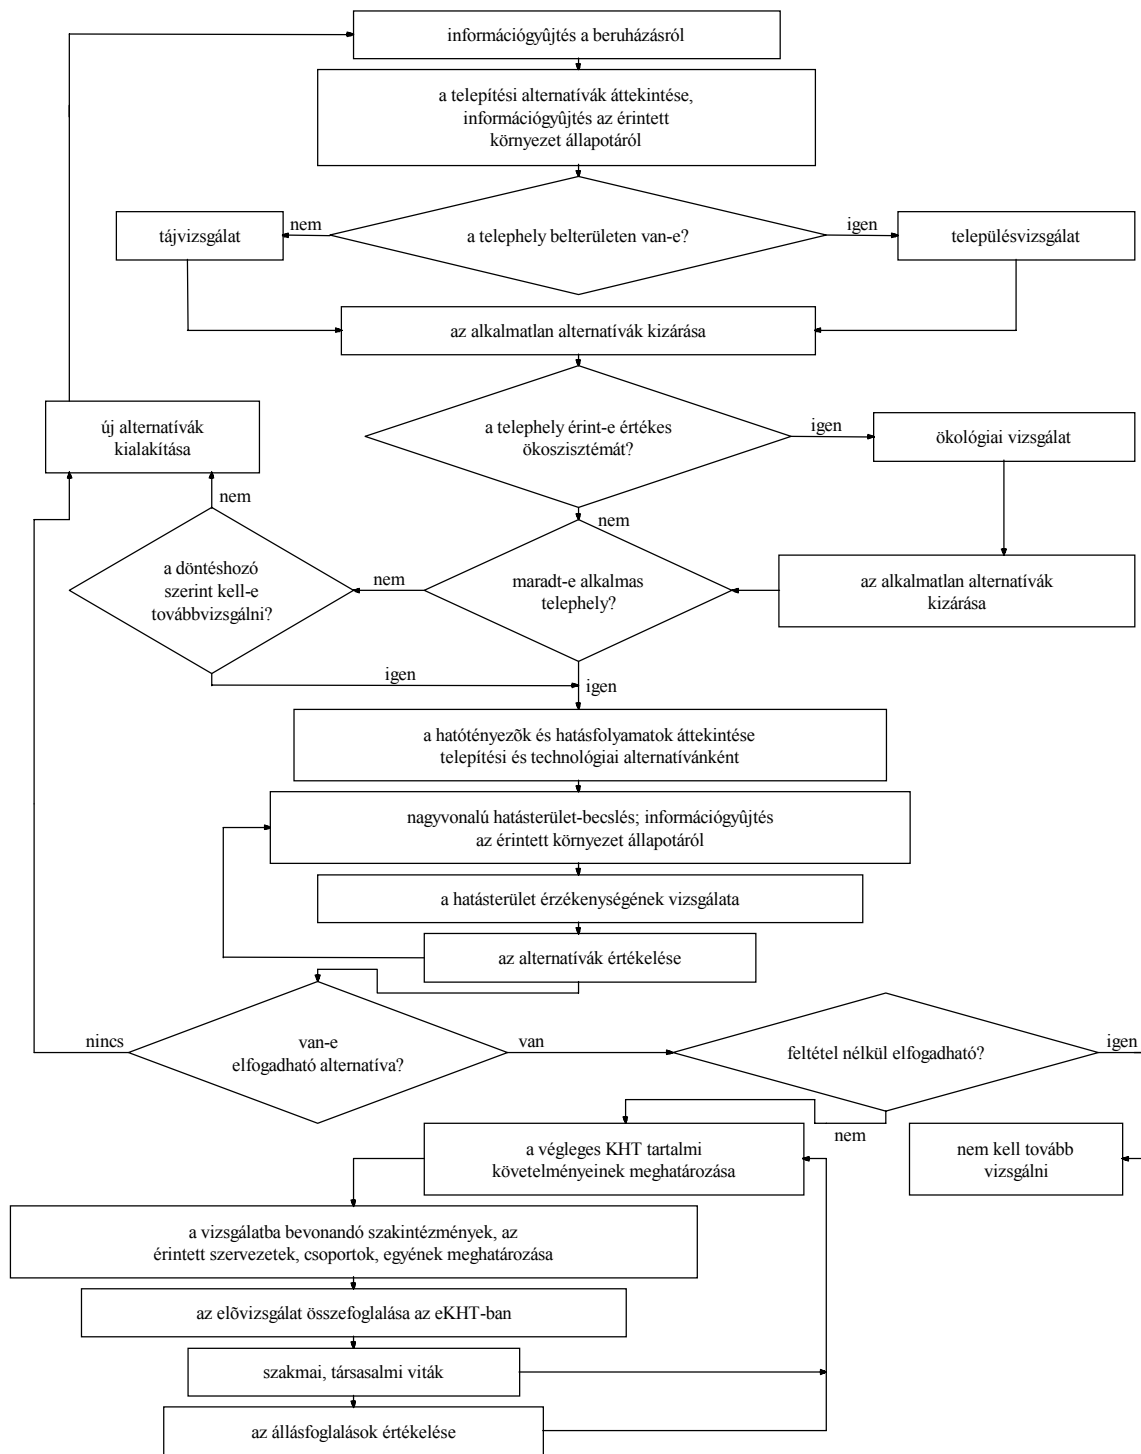 információgyûjtés a beruházásról
a telepítési alternatívák áttekintése,
információgyûjtés az érintett
környezet állapotáról
tájvizsgálat
nem
a telephely belterületen van-e?
igen
településvizsgálat
az alkalmatlan alternatívák kizárása
új alternatívák
kialakítása
a telephely érint-e értékes
ökoszisztémát?
igen
ökológiai vizsgálat
nem
nem
a döntéshozó
szerint kell-e
továbbvizsgálni?
nem
maradt-e alkalmas
telephely?
az alkalmatlan alternatívák
kizárása
igen
igen
a hatótényezõk és hatásfolyamatok áttekintése
telepítési és technológiai alternatívánként
nagyvonalú hatásterület-becslés; információgyûjtés
az érintett környezet állapotáról
a hatásterület érzékenységének vizsgálata
az alternatívák értékelése
nincs
van-e
elfogadható alternatíva?
van
feltétel nélkül elfogadható?
igen
nem
a végleges KHT tartalmi
követelményeinek meghatározása
nem kell tovább
vizsgálni
a vizsgálatba bevonandó szakintézmények, az
érintett szervezetek, csoportok, egyének meghatározása
az elõvizsgálat összefoglalása az eKHT-ban
szakmai, társasalmi viták
az állásfoglalások értékelése